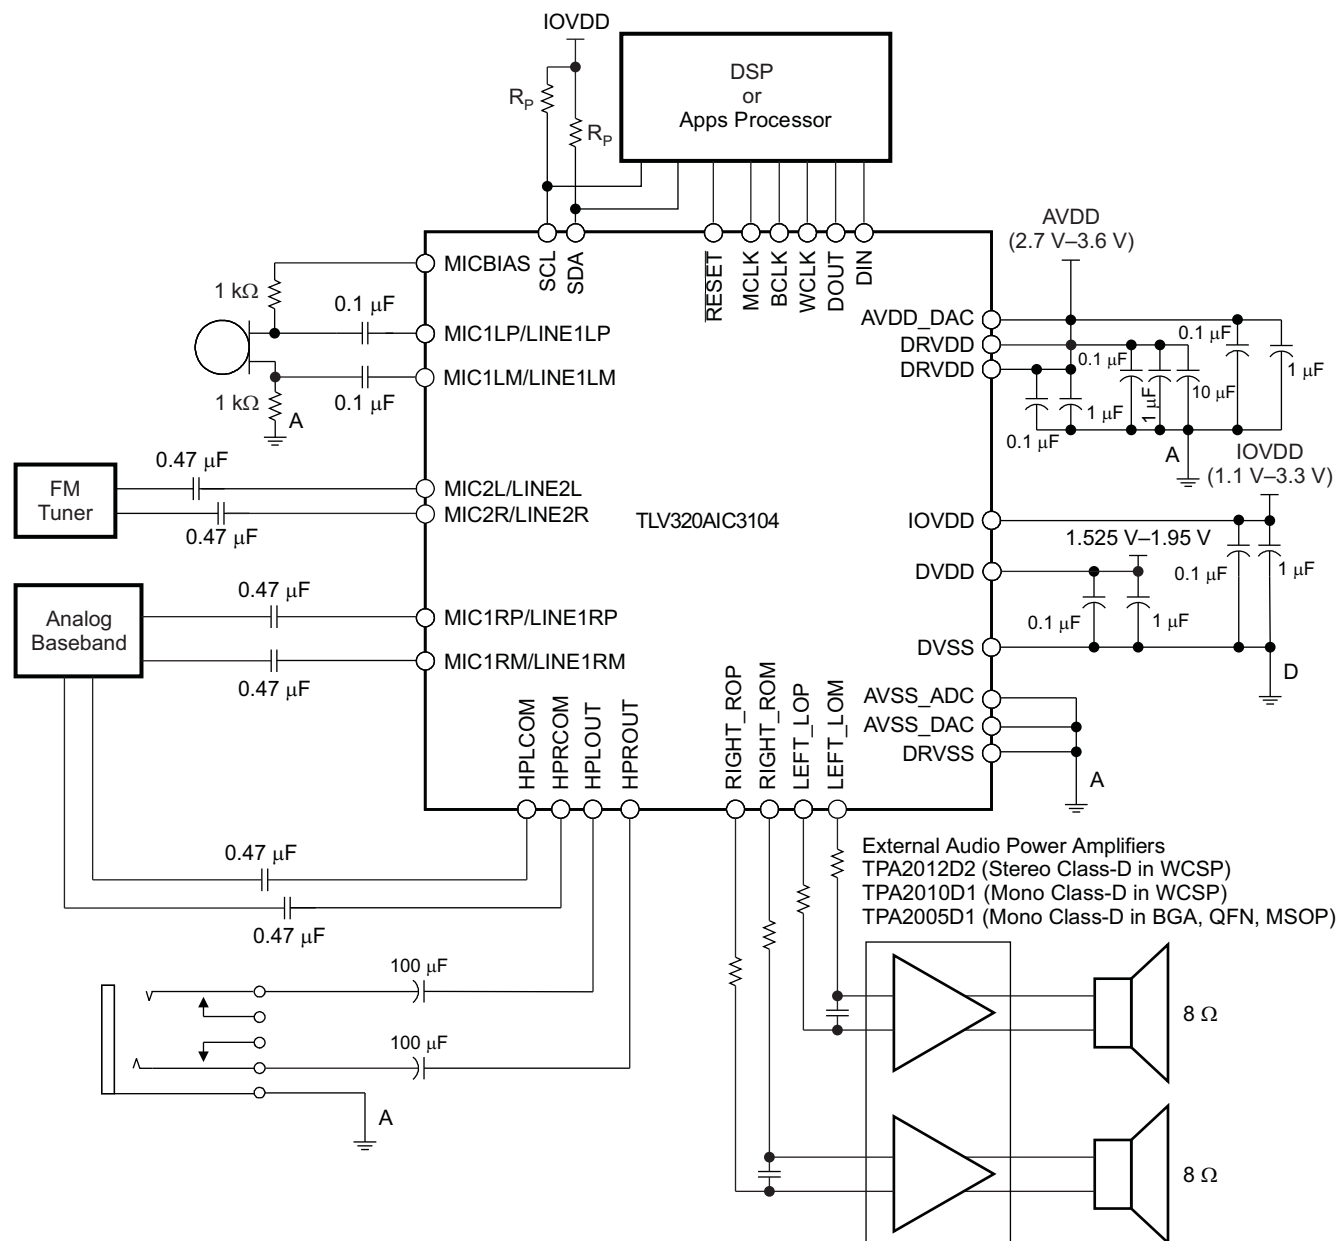 IOVDD
R_P
R_P
DSP
or
Apps Processor
AVDD
(2.7 V–3.6 V)
MICBIAS
SCL
SDA
RESET
MCLK
BCLK
WCLK
DOUT
DIN
1 kΩ
0.1 µF
MIC1LP/LINE1LP
MIC1LM/LINE1LM
1 kΩ
A
0.1 µF
AVDD_DAC
DRVDD
DRVDD
0.1 µF
0.1 µF
1 µF
1 µF
10 µF
1 µF
0.1 µF
A
IOVDD
(1.1 V–3.3 V)
FM
Tuner
0.47 µF
0.47 µF
MIC2L/LINE2L
MIC2R/LINE2R
TLV320AIC3104
IOVDD
1.525 V–1.95 V
DVDD
0.1 µF
1 µF
0.1 µF
1 µF
DVSS
D
Analog
Baseband
0.47 µF
0.47 µF
MIC1RP/LINE1RP
MIC1RM/LINE1RM
AVSS_ADC
AVSS_DAC
DRVSS
A
HPLCOM
HPRCOM
HPLOUT
HPROUT
RIGHT_ROP
RIGHT_ROM
LEFT_LOP
LEFT_LOM
0.47 µF
0.47 µF
External Audio Power Amplifiers
TPA2012D2 (Stereo Class-D in WCSP)
TPA2010D1 (Mono Class-D in WCSP)
TPA2005D1 (Mono Class-D in BGA, QFN, MSOP)
100 µF
100 µF
A
8 Ω
8 Ω